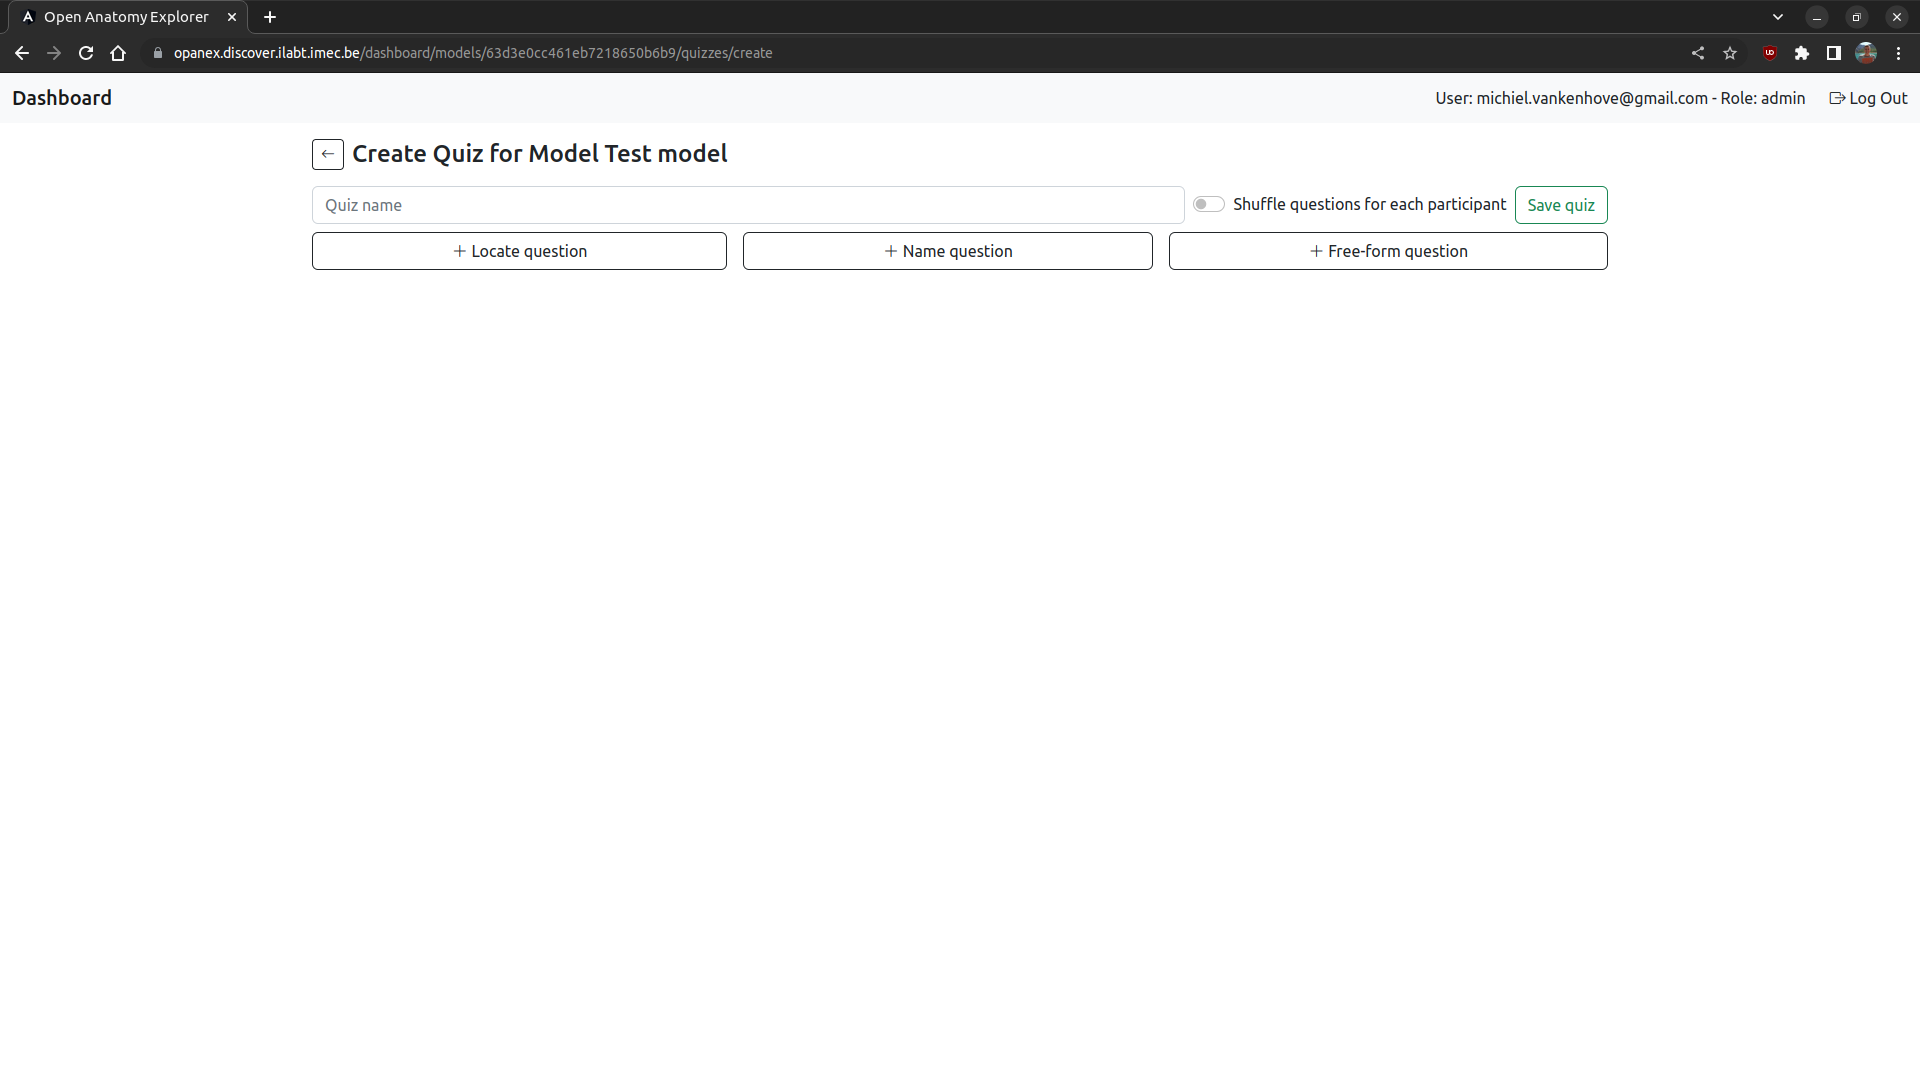 Open Anatomy Explorer
opanex.discover.ilabt.imec.be/dashboard/models/63d3e0cc461eb7218650b6b9/quizzes/create
Dashboard
User: michiel.vankenhove@gmail.com - Role: admin
Log Out
Create Quiz for Model Test model
Quiz name
Shuffle questions for each participant
Save quiz
+ Locate question
+ Name question
+ Free-form question